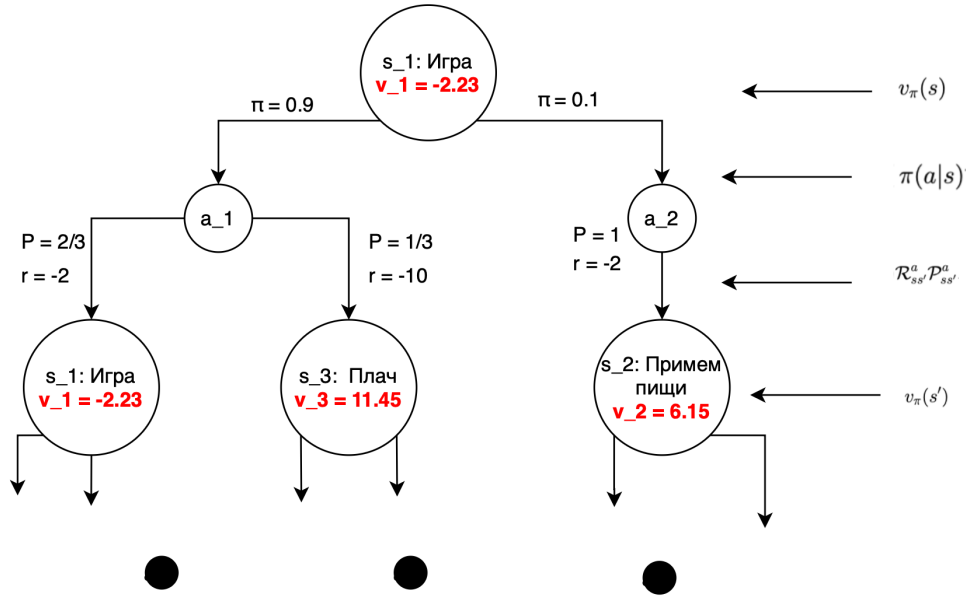 s_1: Игра
v_1 = -2.23
π = 0.9
π = 0.1
v_π(s)
π(a|s)
a_1
a_2
P = 2/3
r = -2
P = 1/3
r = -10
P = 1
r = -2
R^a_{ss'} P^a_{ss'}
s_1: Игра
v_1 = -2.23
s_3: Плач
v_3 = 11.45
s_2: Примем
пищи
v_2 = 6.15
v_π(s')